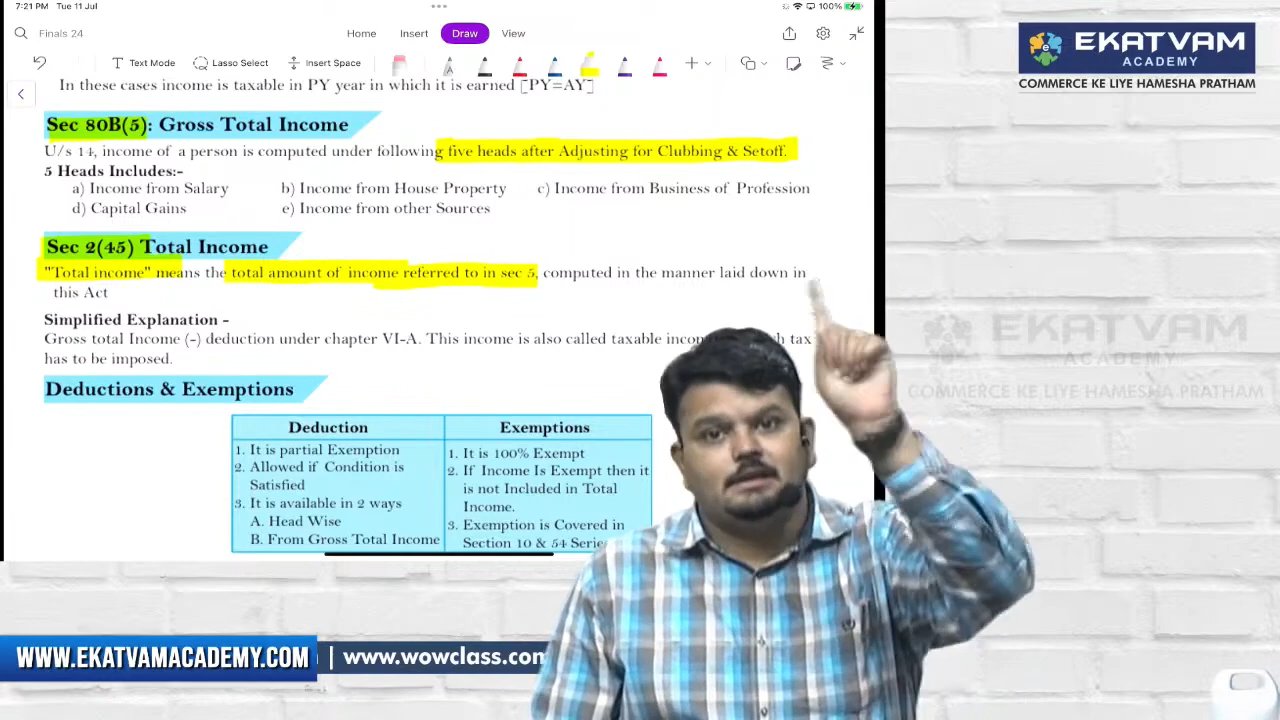 7:21 PM Tue 11 Jul
100%
Finals 24
Home Insert Draw View
Text Mode Lasso Select Insert Space
In these cases income is taxable in PY year in which it is earned [PY=AY]
Sec 80B(5): Gross Total Income
U/s 14, income of a person is computed under following five heads after Adjusting for Clubbing & Setoff.
5 Heads Includes:-
a) Income from Salary b) Income from House Property c) Income from Business of Profession
d) Capital Gains e) Income from other Sources
Sec 2(45) Total Income
"Total income" means the total amount of income referred to in sec 5, computed in the manner laid down in
this Act
Simplified Explanation -
Gross total Income (-) deduction under chapter VI-A. This income is also called taxable tax
has to be imposed.
Deductions & Exemptions
Deduction
1. It is partial Exemption
2. Allowed if Condition is
Satisfied
3. It is available in 2 ways
A. Head Wise
B. From Gross Total Income
Exemptions
1. It is 100% Exempt
2. If Income Is Exempt then it
is not Included in Total
Income.
3. Exemption is Covered in
Section 10 & 54
EKATVAM
ACADEMY
COMMERCE KE LIYE HAMESHA PRATHAM
EKATVAM
ACADEMY
COMMERCE KE LIYE HAMESHA PRATHAM
WWW.EKATVAMACADEMY.COM | www.wowclass.com